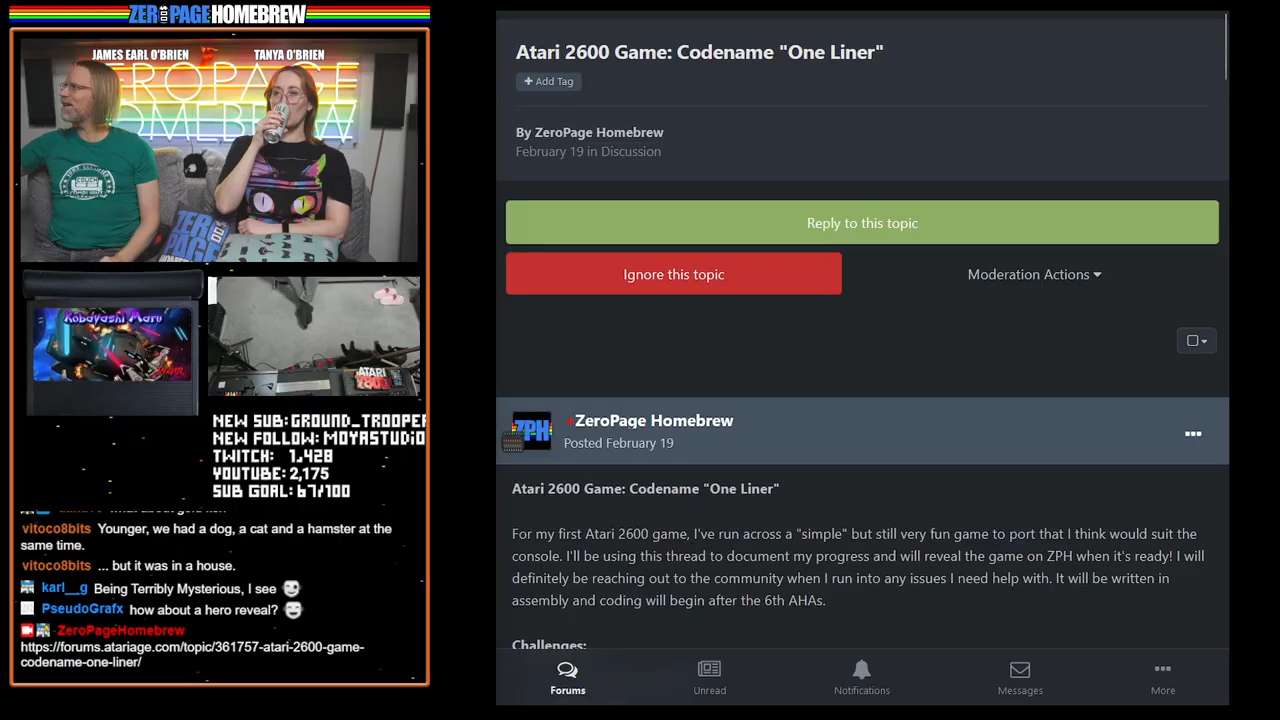 ZEROPAGE HOMEBREW
JAMES EARL O'BRIEN
TANYA O'BRIEN
ZEROPAGE
HOMEBREW
Kobayashi Maru
JAGUAR
ATARI
7800
NEW SUB: GROUND_TROOPER
NEW FOLLOW: MOYASTUDIO
TWITCH: 1,428
YOUTUBE: 2,175
SUB GOAL: 67/100
vitoco8bits Younger, we had a dog, a cat and a hamster at the
same time.
vitoco8bits ... but it was in a house.
karl__g Being Terribly Mysterious, I see
PseudoGrafx how about a hero reveal?
ZeroPageHomebrew
https://forums.atariage.com/topic/361757-atari-2600-game-
codename-one-liner/
Atari 2600 Game: Codename "One Liner"
+ Add Tag
By ZeroPage Homebrew
February 19 in Discussion
Reply to this topic
Ignore this topic
Moderation Actions
ZPH
ZeroPage Homebrew
Posted February 19
Atari 2600 Game: Codename "One Liner"
For my first Atari 2600 game, I've run across a "simple" but still very fun game to port that I think would suit the
console. I'll be using this thread to document my progress and will reveal the game on ZPH when it's ready! I will
definitely be reaching out to the community when I run into any issues I need help with. It will be written in
assembly and coding will begin after the 6th AHAs.
Challenges:
Forums
Unread
Notifications
Messages
More